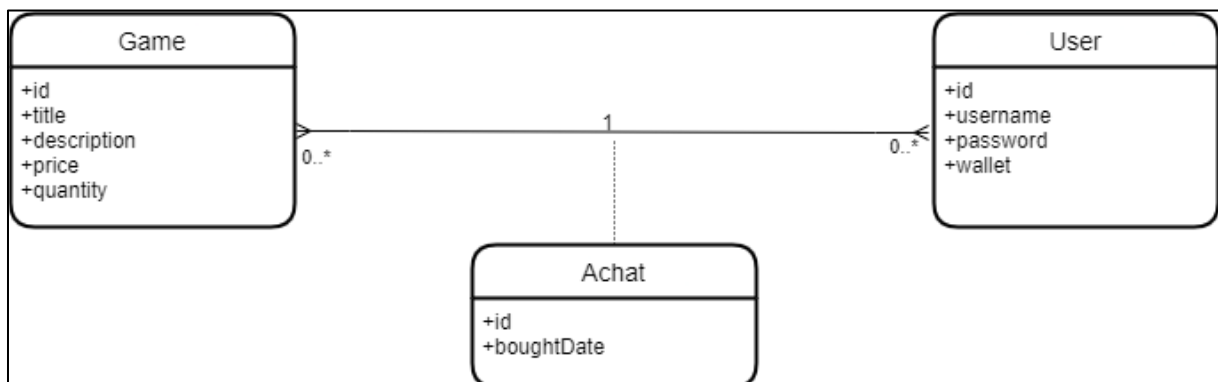 Game
+id
+title
+description
+price
+quantity
0..*
1
0..*
User
+id
+username
+password
+wallet
Achat
+id
+boughtDate